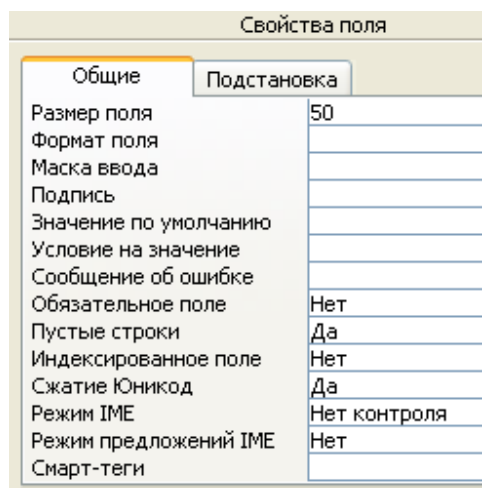 Свойства поля
Общие Подстановка
Размер поля 50
Формат поля
Маска ввода
Подпись
Значение по умолчанию
Условие на значение
Сообщение об ошибке
Обязательное поле Нет
Пустые строки Да
Индексированное поле Нет
Сжатие Юникод Да
Режим IME Нет контроля
Режим предложений IME Нет
Смарт-теги